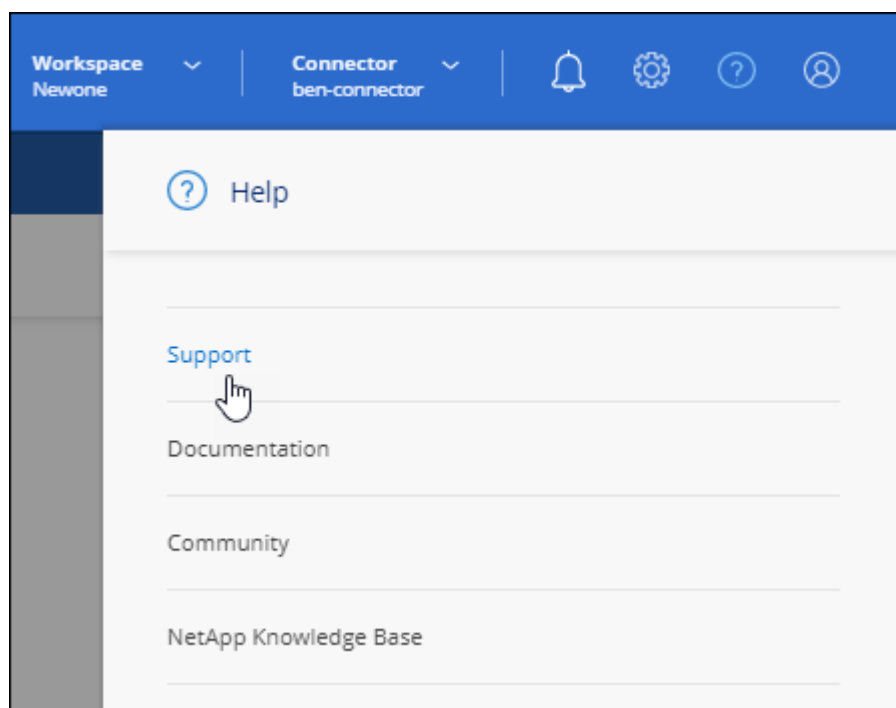 Workspace
Newone
Connector
ben-connector
Help
Support
Documentation
Community
NetApp Knowledge Base